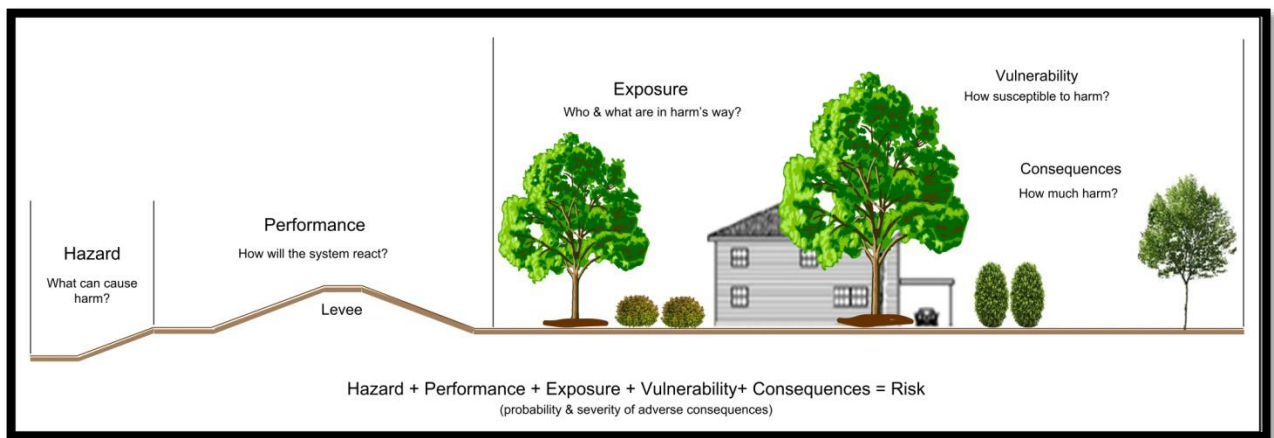 Hazard
What can cause
harm?
Performance
How will the system react?
Levee
Exposure
Who & what are in harm's way?
Vulnerability
How susceptible to harm?
Consequences
How much harm?
Hazard + Performance + Exposure + Vulnerability+ Consequences = Risk
(probability & severity of adverse consequences)